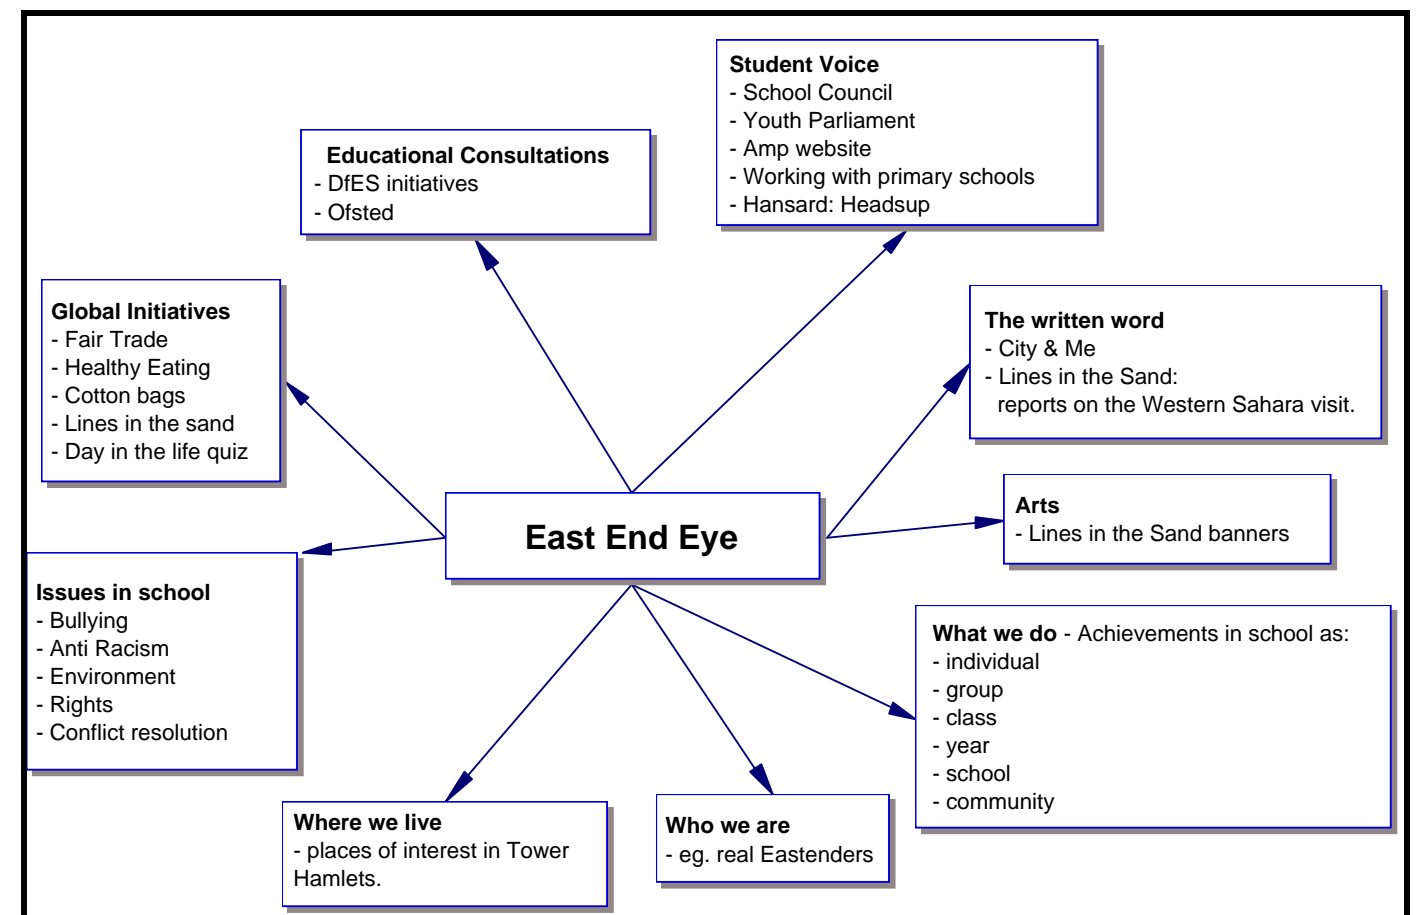 Student Voice
- School Council
- Youth Parliament
- Amp website
- Working with primary schools
- Hansard: Headsup
Educational Consultations
- DfES initiatives
- Ofsted
Global Initiatives
- Fair Trade
- Healthy Eating
- Cotton bags
- Lines in the sand
- Day in the life quiz
The written word
- City & Me
- Lines in the Sand:
reports on the Western Sahara visit.
East End Eye
Arts
- Lines in the Sand banners
Issues in school
- Bullying
- Anti Racism
- Environment
- Rights
- Conflict resolution
What we do - Achievements in school as:
- individual
- group
- class
- year
- school
- community
Where we live
- places of interest in Tower
Hamlets.
Who we are
- eg. real Eastenders